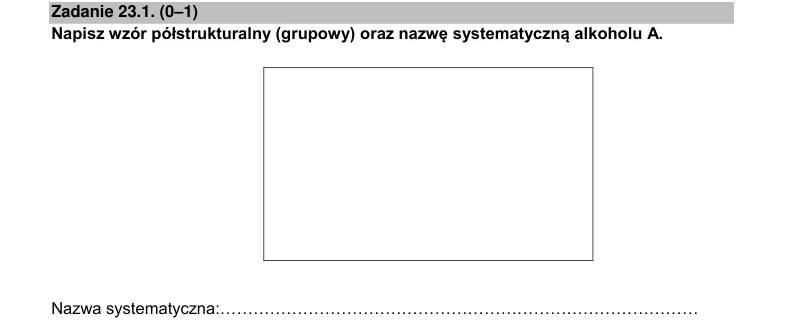 Zadanie 23.1. (0–1)
Napisz wzór półstrukturalny (grupowy) oraz nazwę systematyczną alkoholu A.
Nazwa systematyczna:……………………………………………………………………………